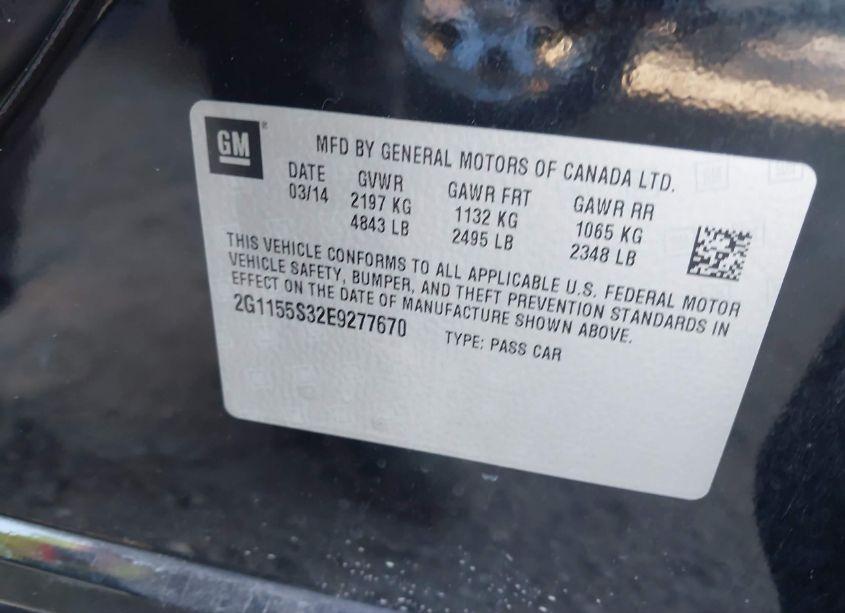 GM
®
MFD BY GENERAL MOTORS OF CANADA LTD.
DATE GVWR GAWR FRT GAWR RR
03/14 2197 KG 1132 KG 1065 KG
4843 LB 2495 LB 2348 LB
THIS VEHICLE CONFORMS TO ALL APPLICABLE U.S. FEDERAL MOTOR
VEHICLE SAFETY, BUMPER, AND THEFT PREVENTION STANDARDS IN
EFFECT ON THE DATE OF MANUFACTURE SHOWN ABOVE.
2G1155S32E9277670 TYPE: PASS CAR